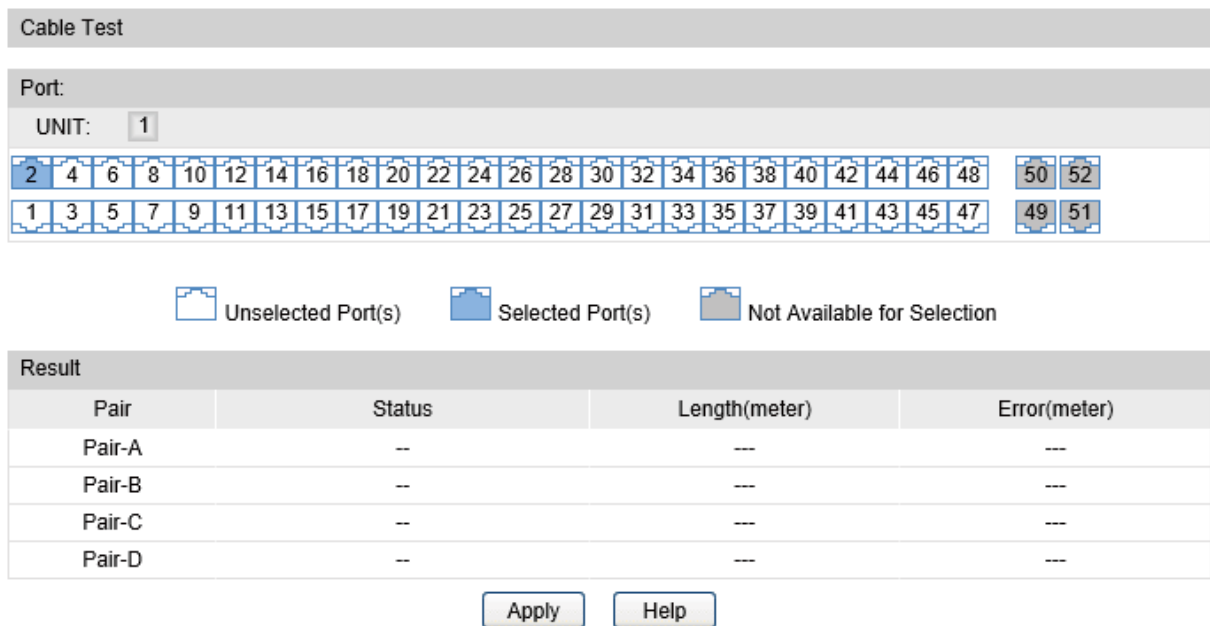 Cable Test
Port:
UNIT: 1
2 4 6 8 10 12 14 16 18 20 22 24 26 28 30 32 34 36 38 40 42 44 46 48 50 52
1 3 5 7 9 11 13 15 17 19 21 23 25 27 29 31 33 35 37 39 41 43 45 47 49 51
Unselected Port(s) Selected Port(s) Not Available for Selection
Result
Pair Status Length(meter) Error(meter)
Pair-A -- --- ---
Pair-B -- --- ---
Pair-C -- --- ---
Pair-D -- --- ---
Apply Help